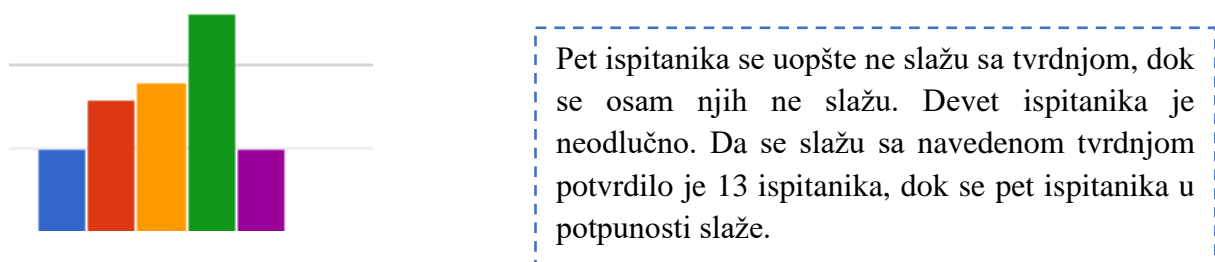 Pet ispitanika se uopšte ne slažu sa tvrdnjom, dok
se osam njih ne slažu. Devet ispitanika je
neodlučno. Da se slažu sa navedenom tvrdnjom
potvrdilo je 13 ispitanika, dok se pet ispitanika u
potpunosti slaže.